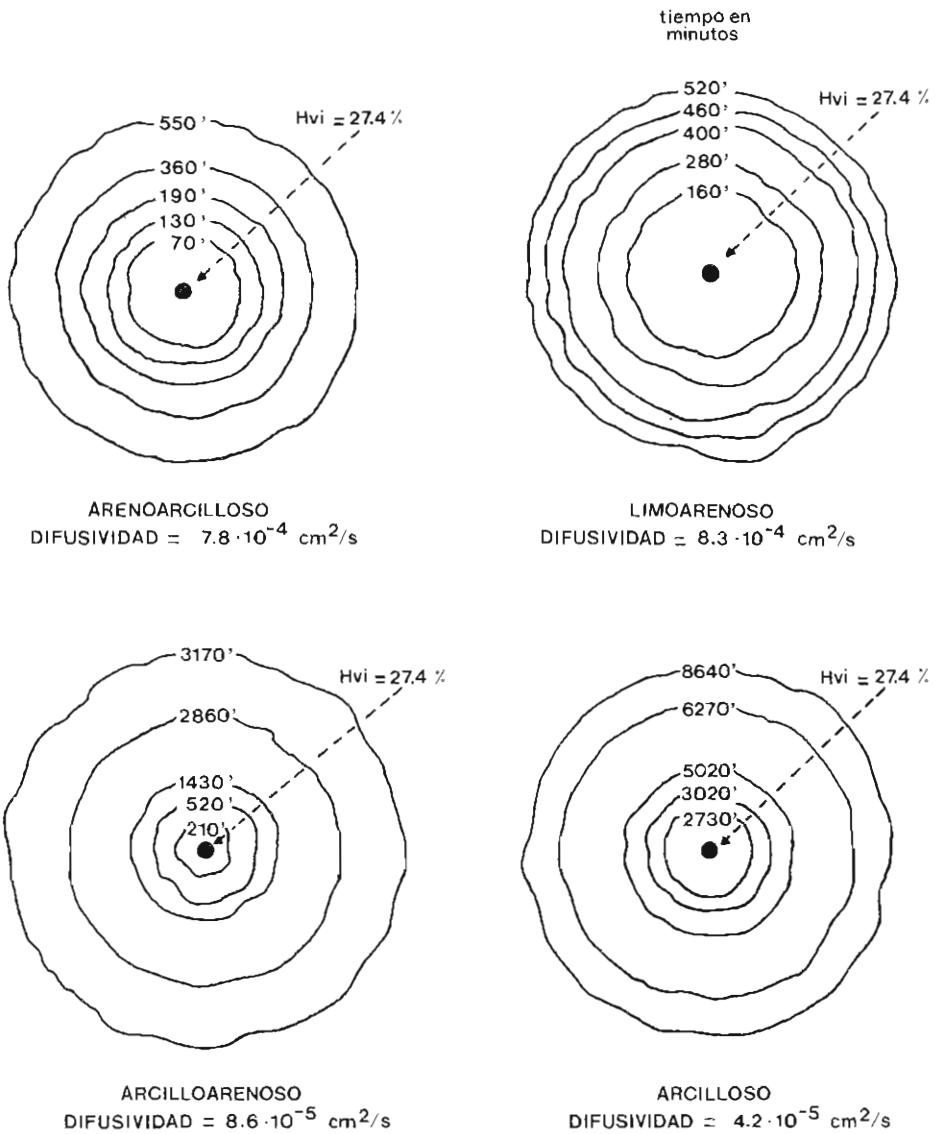 tiempo en
minutos
550'
360'
190'
130'
70'
Hvi = 27.4 %
ARENOARCILLOSO
DIFUSIVIDAD = 7.8·10⁻⁴ cm²/s
520'
460'
400'
280'
160'
Hvi = 27.4 %
LIMOARENOSO
DIFUSIVIDAD = 8.3·10⁻⁴ cm²/s
3170'
2860'
1430'
520'
210'
Hvi = 27.4 %
ARCILLOARENOSO
DIFUSIVIDAD = 8.6·10⁻⁵ cm²/s
8640'
6270'
5020'
3020'
2730'
Hvi = 27.4 %
ARCILLOSO
DIFUSIVIDAD = 4.2·10⁻⁵ cm²/s